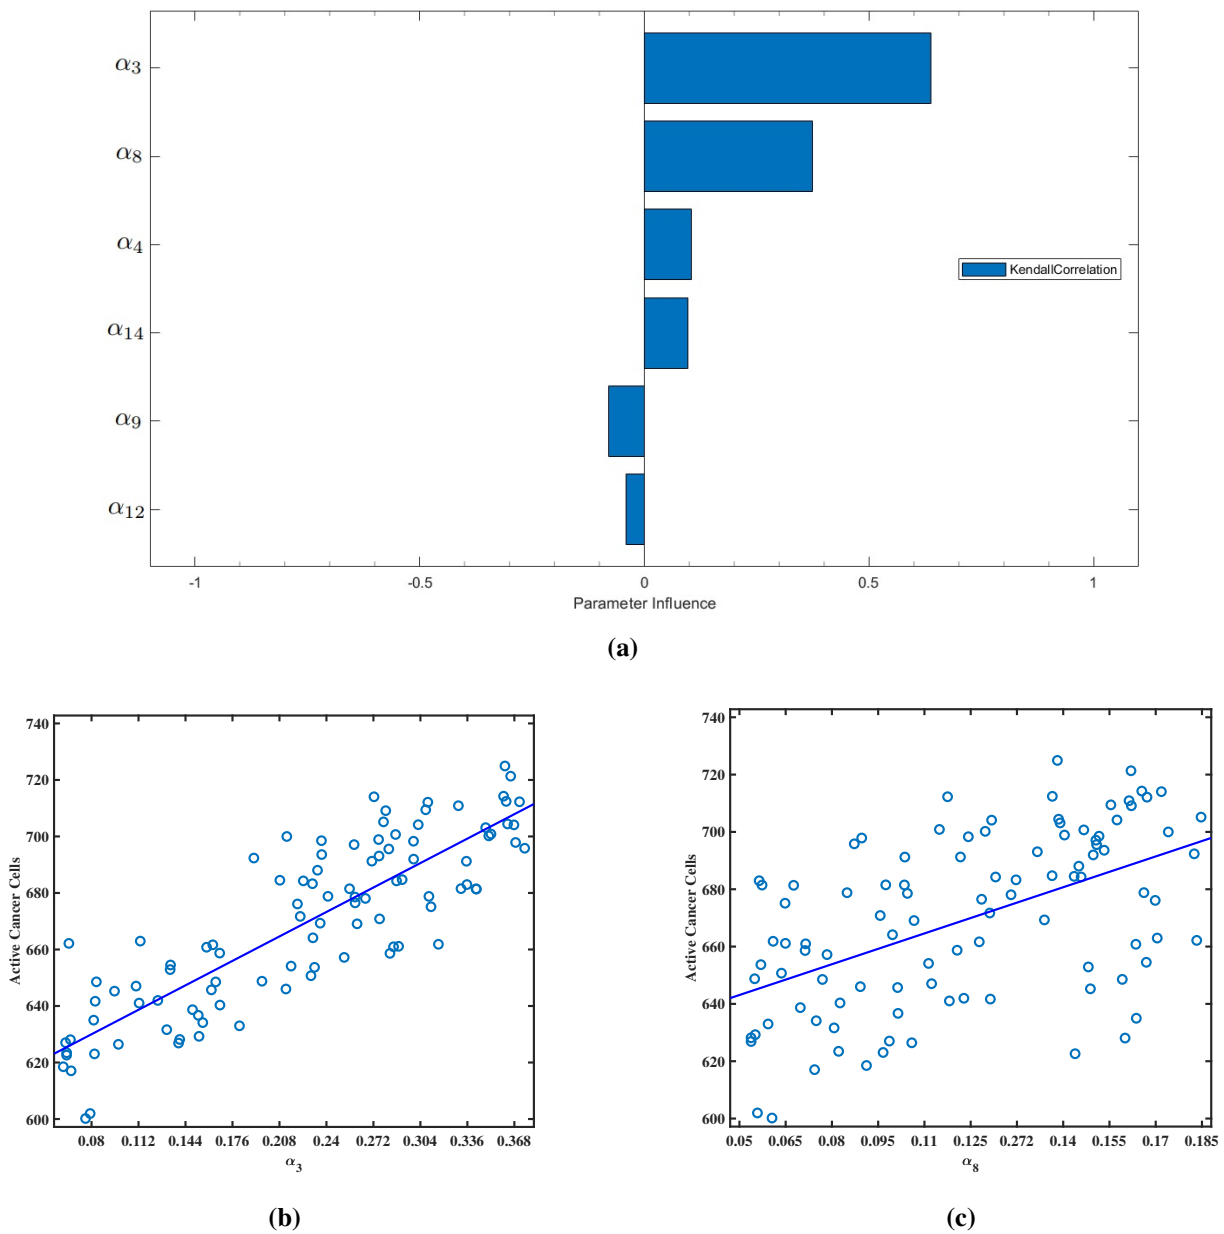 α3
α8
α4
α14
α9
α12
KendallCorrelation
-1 -0.5 0 0.5 1
Parameter Influence
(a)
740
720
700
680
660
640
620
600
Active Cancer Cells
0.08 0.112 0.144 0.176 0.208 0.24 0.272 0.304 0.336 0.368
α3
(b)
740
720
700
680
660
640
620
600
Active Cancer Cells
0.05 0.065 0.08 0.095 0.11 0.125 0.272 0.14 0.155 0.17 0.185
α8
(c)